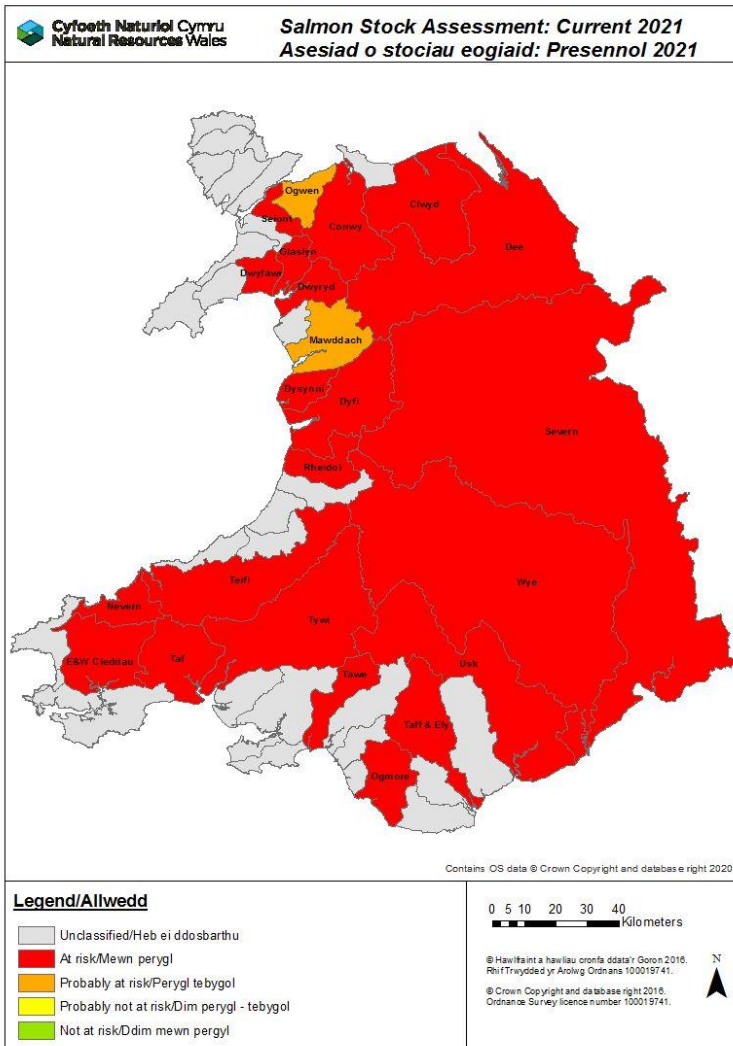 Cyfoeth Naturiol Cymru
Natural Resources Wales
Salmon Stock Assessment: Current 2021
Asesiad o stociau eogiaid: Presennol 2021
Ogwen
Seiont
Conwy
Clwyd
Dee
Glaslyn
Dwyfawr
Dwyryd
Mawddach
Dysynni
Dyfi
Severn
Rheidol
Teifi
Wye
Nevern
Tywi
E&W Cleddau
Taf
Usk
Tawe
Taff & Ely
Ogmore
Contains OS data © Crown Copyright and database right 2020
Legend/Allwedd
Unclassified/Heb ei ddosbarthu
At risk/Mewn perygl
Probably at risk/Perygl tebygol
Probably not at risk/Dim perygl - tebygol
Not at risk/Ddim mewn pergyl
0 5 10 20 30 40
Kilometers
© Hawlfraint a hawliau cronfa ddata'r Goron 2016.
Rhif Trwydded yr Arolwg Ordnans 100019741.
© Crown Copyright and database right 2016.
Ordnance Survey licence number 100019741.
N